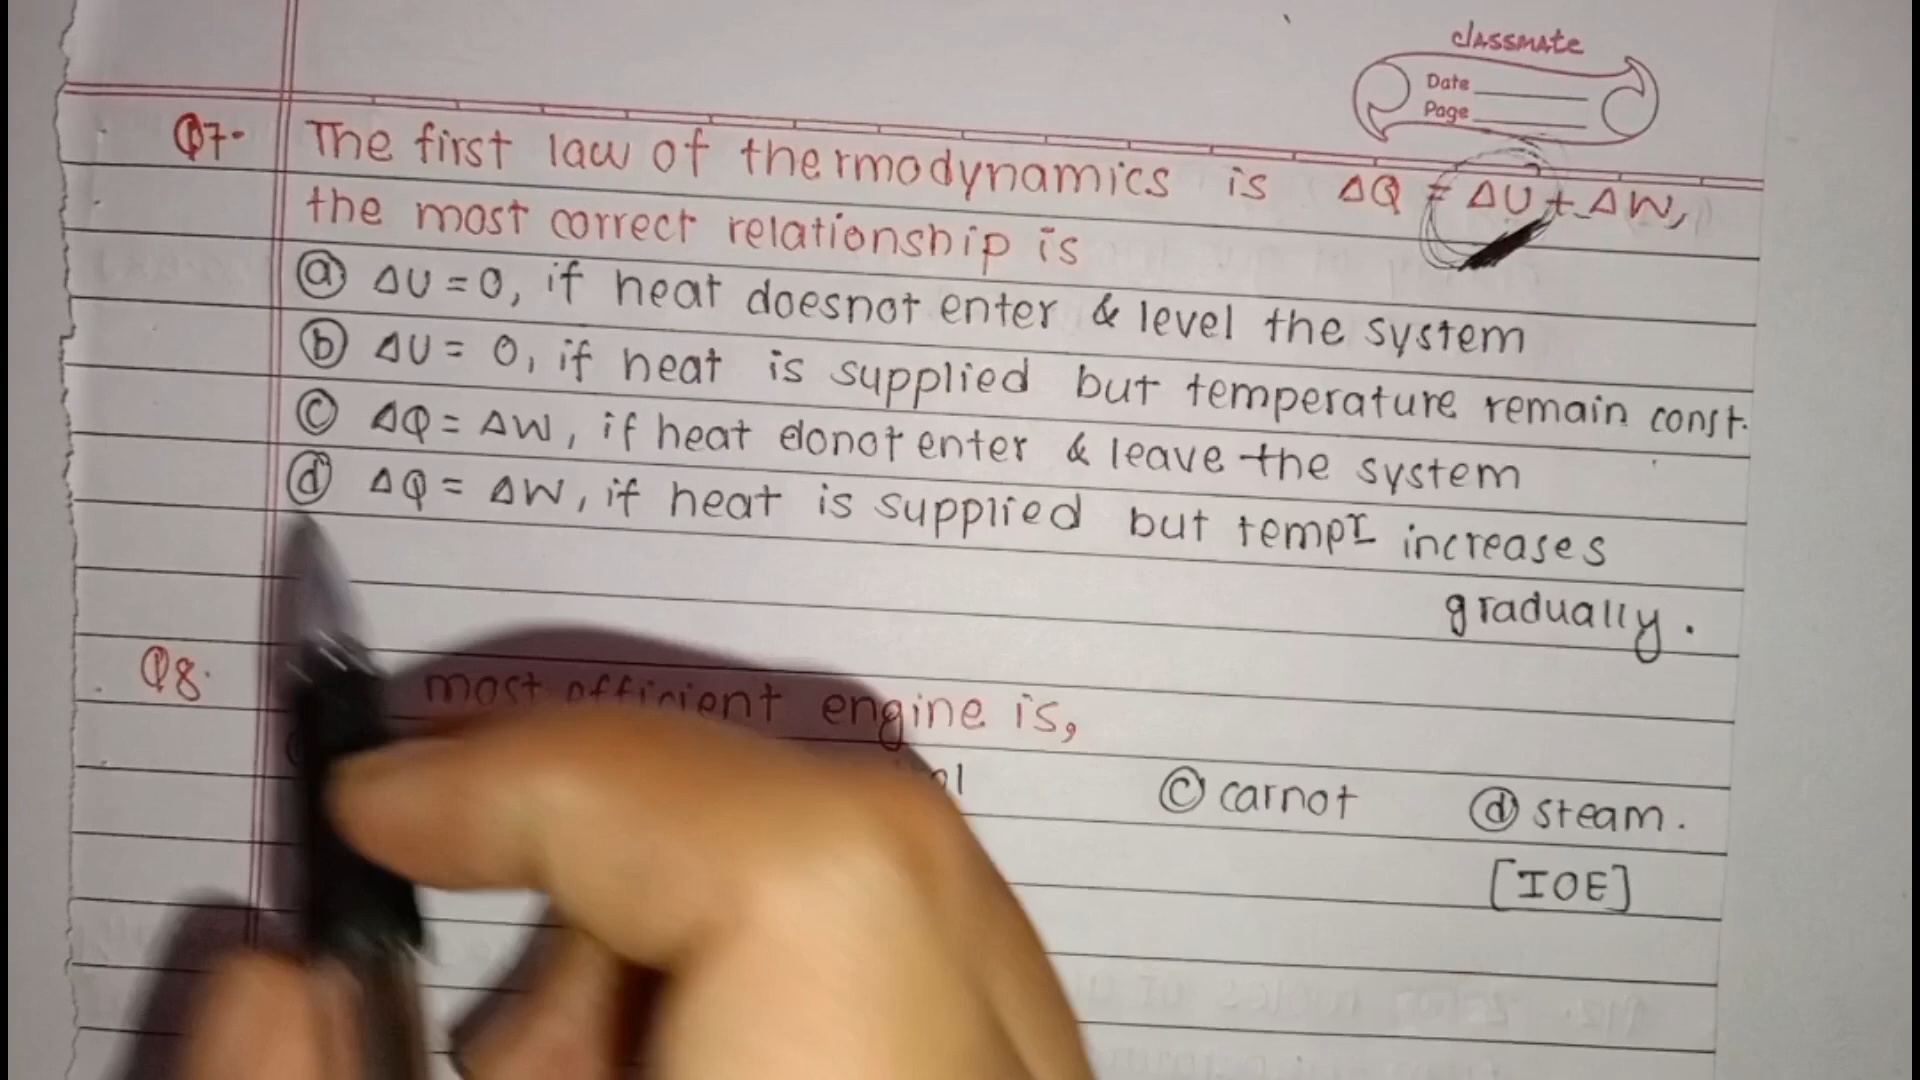 classmate
Date
Page
Q7. The first law of thermodynamics is ΔQ = ΔU + ΔW,
the most correct relationship is
ⓐ ΔU = 0, if heat doesnot enter & level the system
ⓑ ΔU = 0, if heat is supplied but temperature remain const.
ⓒ ΔQ = ΔW, if heat donot enter & leave the system
ⓓ ΔQ = ΔW, if heat is supplied but tempr increases
gradually.
Q8. most efficient engine is,
ⓒ carnot ⓓ steam.
[IOE]